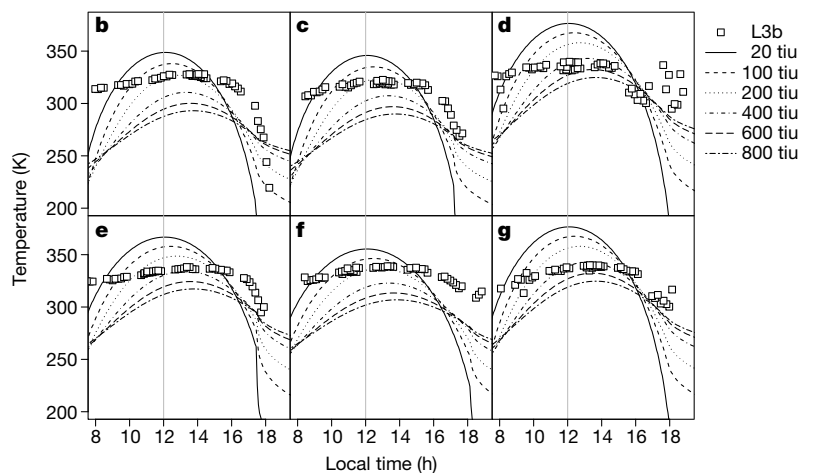 b
c
d
e
f
g
L3b
20 tiu
100 tiu
200 tiu
400 tiu
600 tiu
800 tiu
Temperature (K)
350
300
250
200
350
300
250
200
8 10 12 14 16 18
8 10 12 14 16 18
8 10 12 14 16 18
Local time (h)